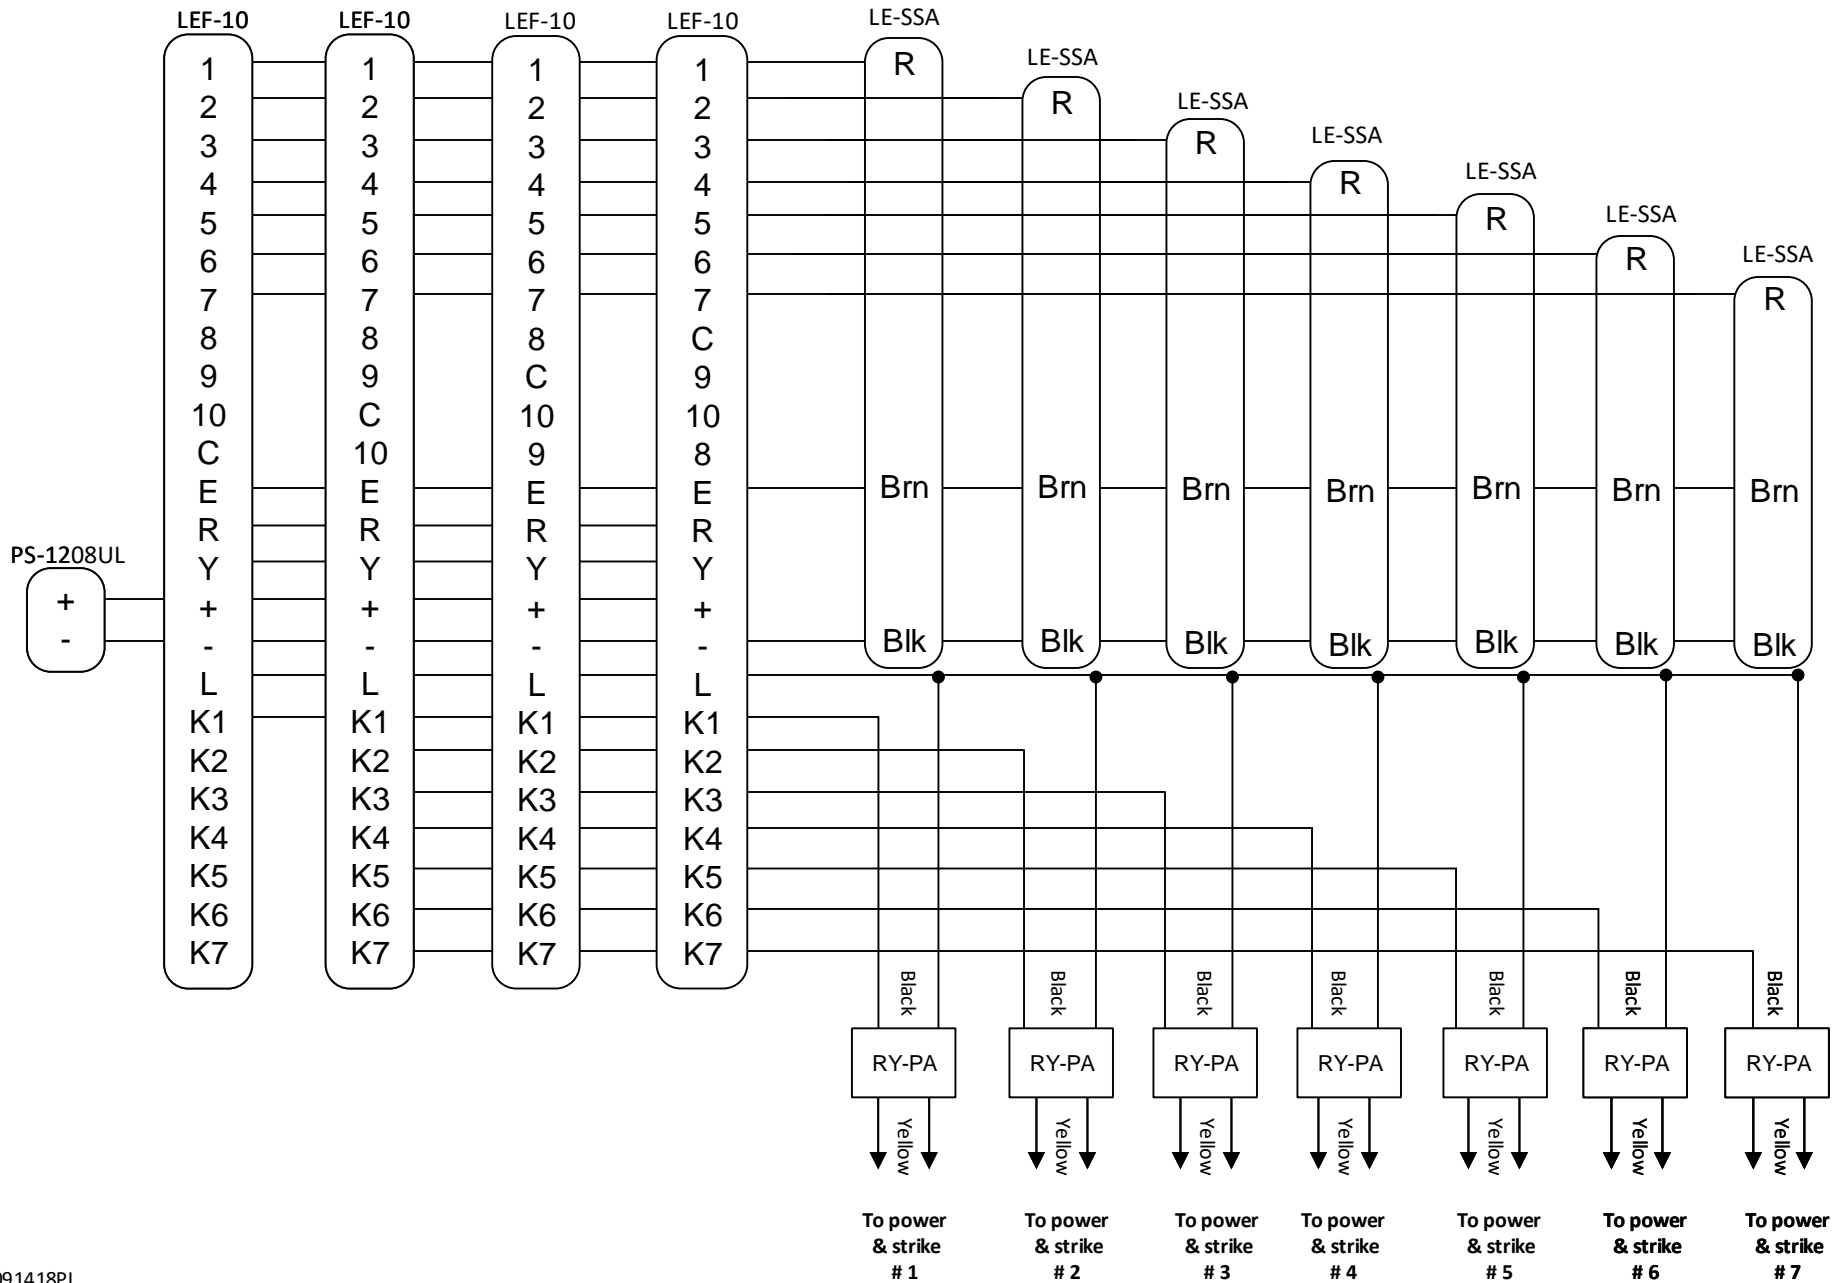 LEF-10
1
2
3
4
5
6
7
8
9
10
C
E
R
Y
+
-
L
K1
K2
K3
K4
K5
K6
K7
LEF-10
1
2
3
4
5
6
7
8
9
C
10
E
R
Y
+
-
L
K1
K2
K3
K4
K5
K6
K7
LEF-10
1
2
3
4
5
6
7
8
C
10
9
E
R
Y
+
-
L
K1
K2
K3
K4
K5
K6
K7
LEF-10
1
2
3
4
5
6
7
C
9
10
8
E
R
Y
+
-
L
K1
K2
K3
K4
K5
K6
K7
PS-1208UL
+
-
LE-SSA
R
Brn
Blk
LE-SSA
R
Brn
Blk
LE-SSA
R
Brn
Blk
LE-SSA
R
Brn
Blk
LE-SSA
R
Brn
Blk
LE-SSA
R
Brn
Blk
LE-SSA
R
Brn
Blk
Black
RY-PA
Yellow
To power
& strike
# 1
Black
RY-PA
Yellow
To power
& strike
# 2
Black
RY-PA
Yellow
To power
& strike
# 3
Black
RY-PA
Yellow
To power
& strike
# 4
Black
RY-PA
Yellow
To power
& strike
# 5
Black
RY-PA
Yellow
To power
& strike
# 6
Black
RY-PA
Yellow
To power
& strike
# 7